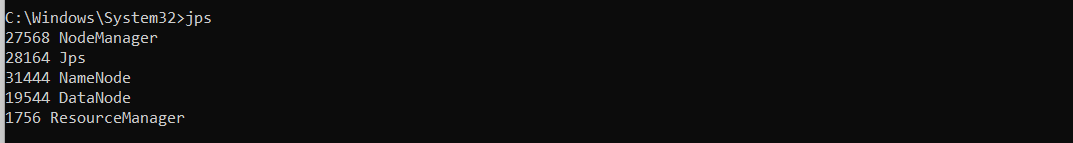 C:\Windows\System32>jps
27568 NodeManager
28164 Jps
31444 NameNode
19544 DataNode
1756 ResourceManager